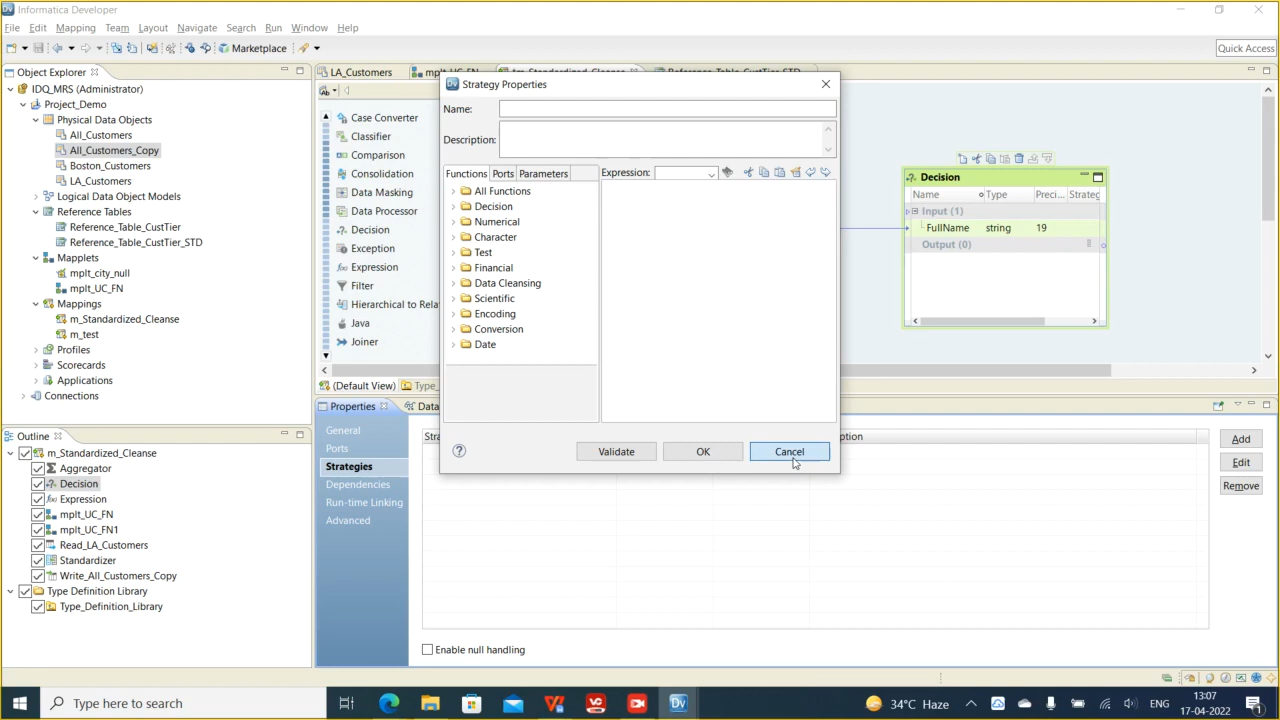 Informatica Developer
File Edit Mapping Team Layout Navigate Search Run Window Help
Marketplace
Quick Access
Object Explorer
IDQ_MRS (Administrator)
Project_Demo
Physical Data Objects
All_Customers
All_Customers_Copy
Boston_Customers
LA_Customers
Logical Data Object Models
Reference Tables
Reference_Table_CustTier
Reference_Table_CustTier_STD
Mapplets
mplt_city_null
mplt_UC_FN
Mappings
m_Standardized_Cleanse
m_test
Profiles
Scorecards
Applications
Connections
Outline
m_Standardized_Cleanse
Aggregator
Decision
Expression
mplt_UC_FN
mplt_UC_FN1
Read_LA_Customers
Standardizer
Write_All_Customers_Copy
Type Definition Library
Type_Definition_Library
LA_Customers
Ab
Case Converter
Classifier
Comparison
Consolidation
Data Masking
Data Processor
Decision
Exception
Expression
Filter
Hierarchical to Rela
Java
Joiner
(Default View) Type_
Strategy Properties
Name:
Description:
Functions Ports Parameters
Expression:
All Functions
Decision
Numerical
Character
Test
Financial
Data Cleansing
Scientific
Encoding
Conversion
Date
Validate OK Cancel
Decision
Name Type Preci... Strateg
Input (1)
FullName string 19
Output (0)
Properties
Data
General
Ports
Strategies
Dependencies
Run-time Linking
Advanced
Stra
ption
Add
Edit
Remove
Enable null handling
Type here to search
34°C Haze
ENG
13:07
17-04-2022